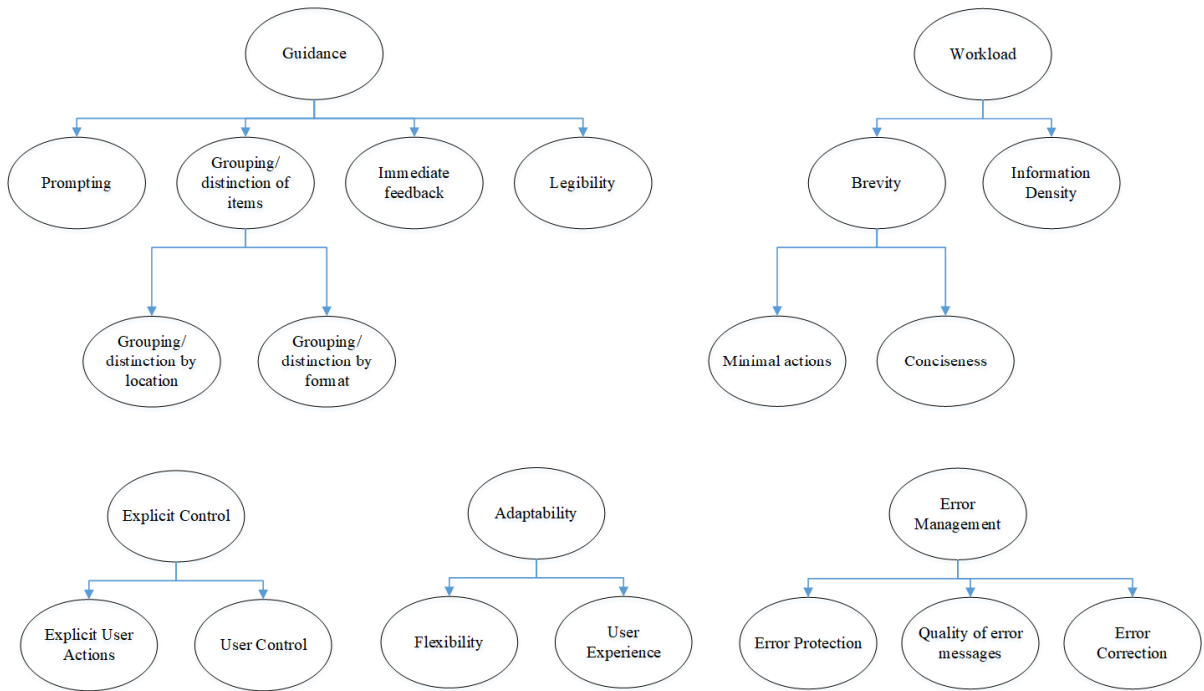 Guidance
Workload
Prompting
Grouping/
distinction of
items
Immediate
feedback
Legibility
Brevity
Information
Density
Grouping/
distinction by
location
Grouping/
distinction by
format
Minimal actions
Conciseness
Explicit Control
Adaptability
Error
Management
Explicit User
Actions
User Control
Flexibility
User
Experience
Error Protection
Quality of error
messages
Error
Correction